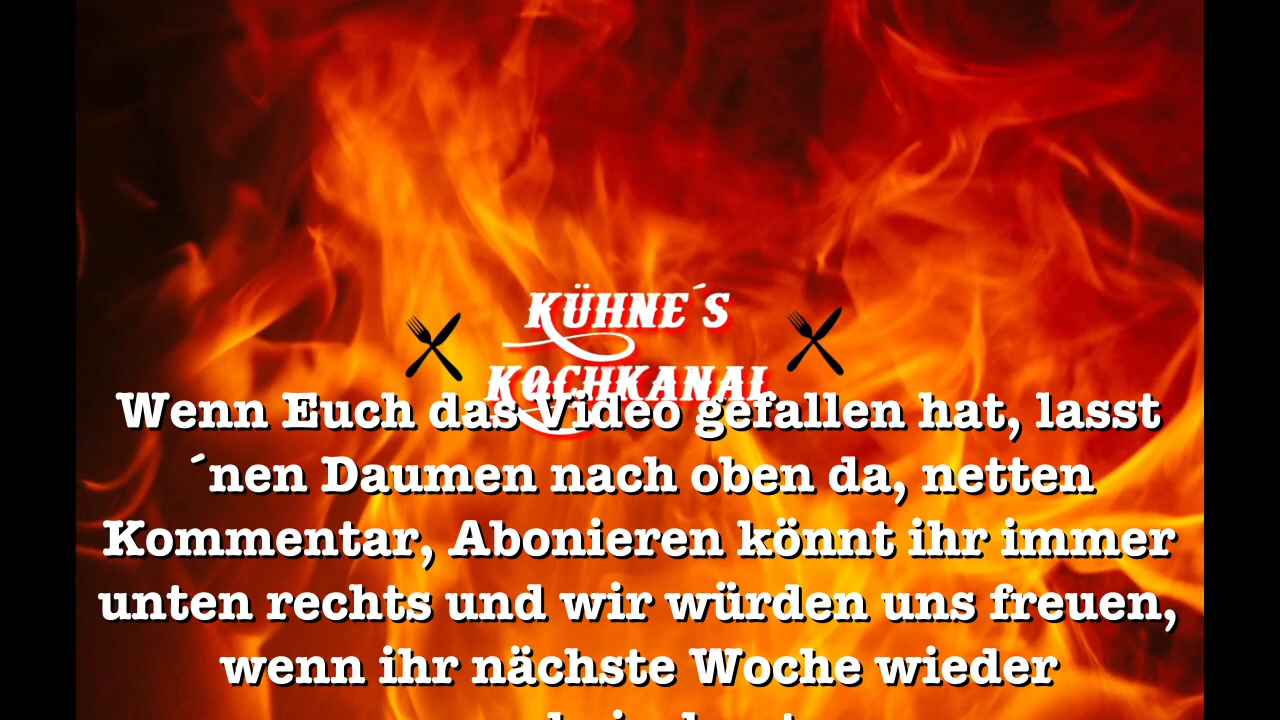 KÜHNE´S
KOCHKANAL
Wenn Euch das Video gefallen hat, lasst
´nen Daumen nach oben da, netten
Kommentar, Abonieren könnt ihr immer
unten rechts und wir würden uns freuen,
wenn ihr nächste Woche wieder